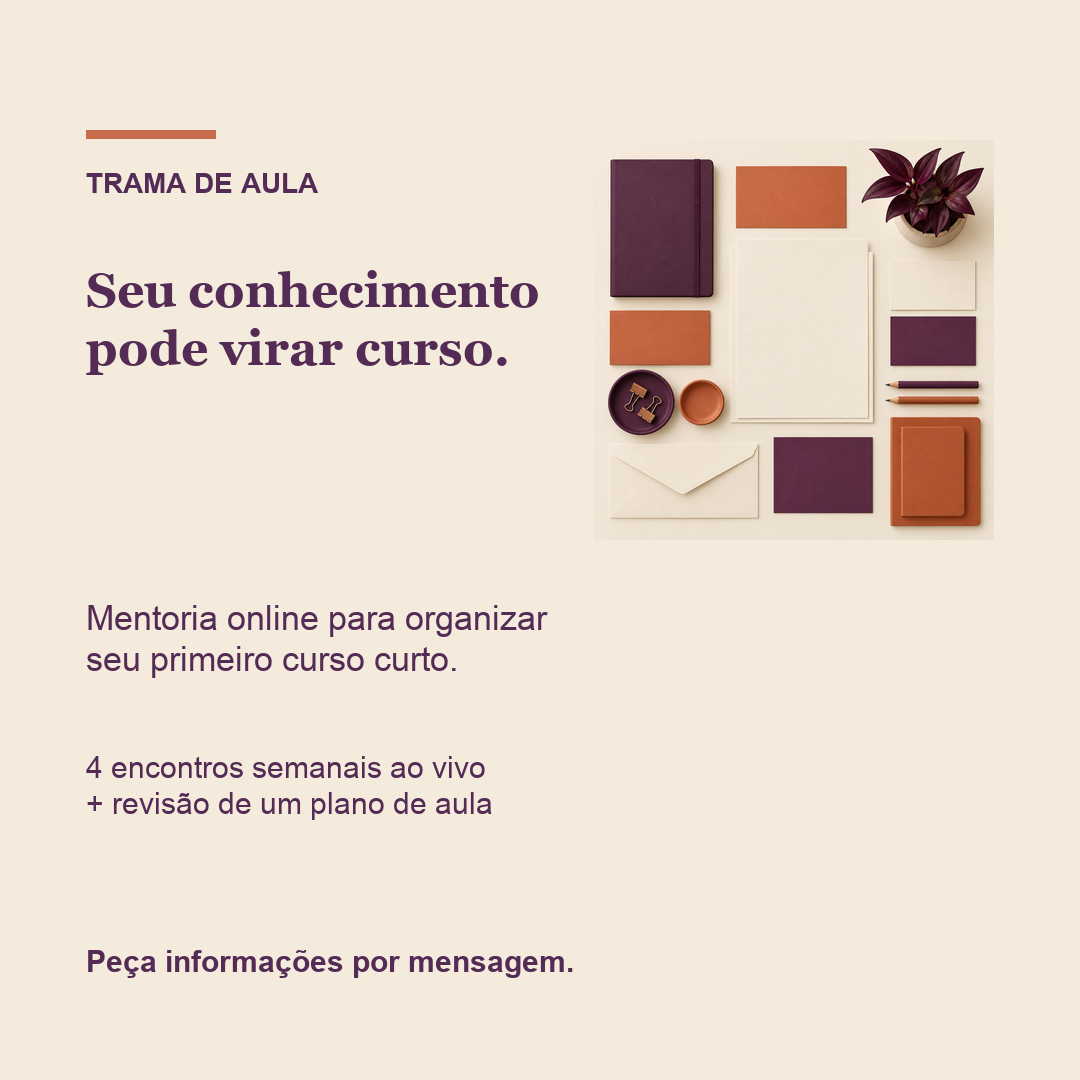 TRAMA DE AULA
Seu conhecimento
pode virar curso.
Mentoria online para organizar
seu primeiro curso curto.
4 encontros semanais ao vivo
+ revisão de um plano de aula
Peça informações por mensagem.